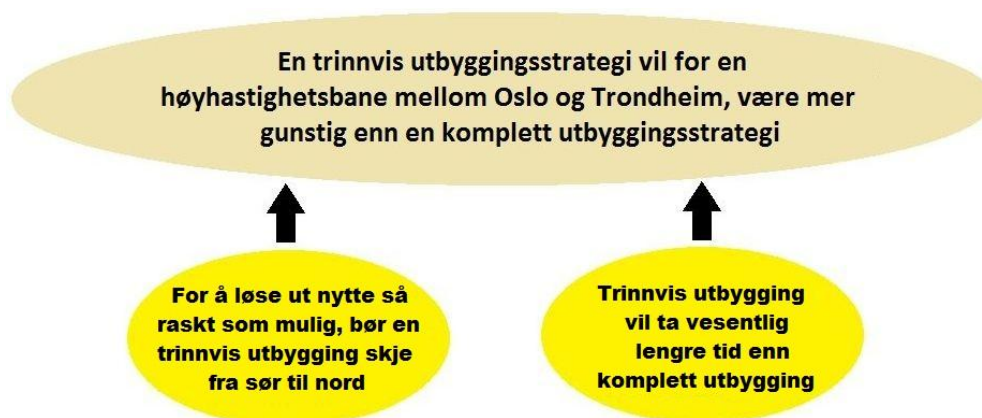 En trinnvis utbyggingsstrategi vil for en
høyhastighetsbane mellom Oslo og Trondheim, være mer
gunstig enn en komplett utbyggingsstrategi
For å løse ut nytte så
raskt som mulig, bør en
trinnvis utbygging skje
fra sør til nord
Trinnvis utbygging
vil ta vesentlig
lengre tid enn
komplett utbygging